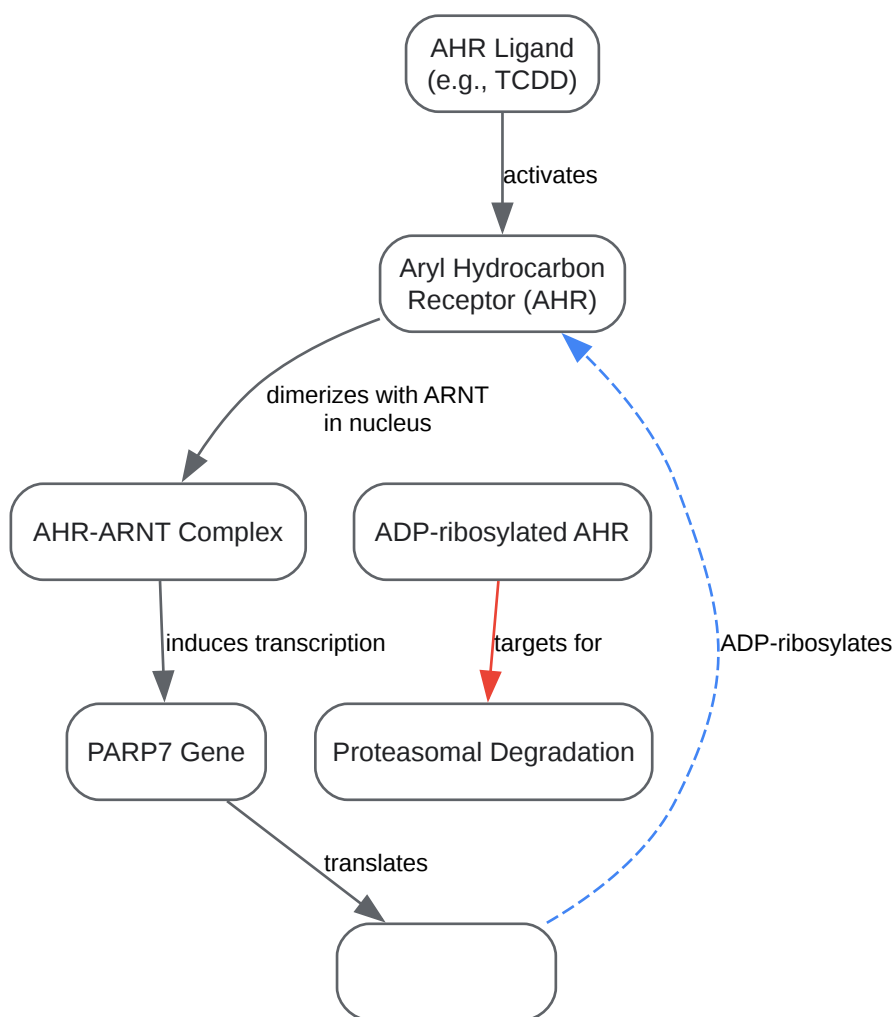 AHR Ligand
(e.g., TCDD)
activates
Aryl Hydrocarbon
Receptor (AHR)
dimerizes with ARNT
in nucleus
AHR-ARNT Complex
ADP-ribosylated AHR
induces transcription
targets for
ADP-ribosylates
PARP7 Gene
Proteasomal Degradation
translates